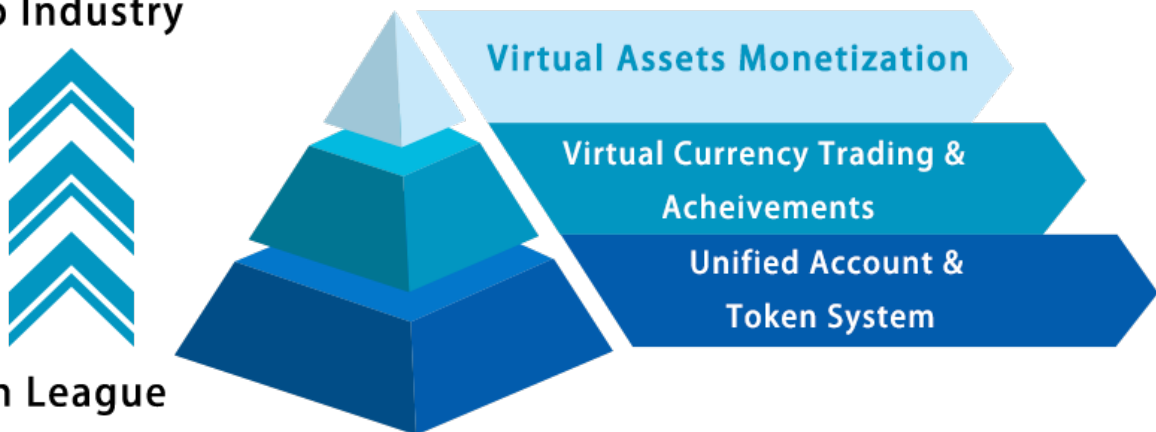 Industry
Virtual Assets Monetization
Virtual Currency Trading &
Acheivements
Unified Account &
Token System
League